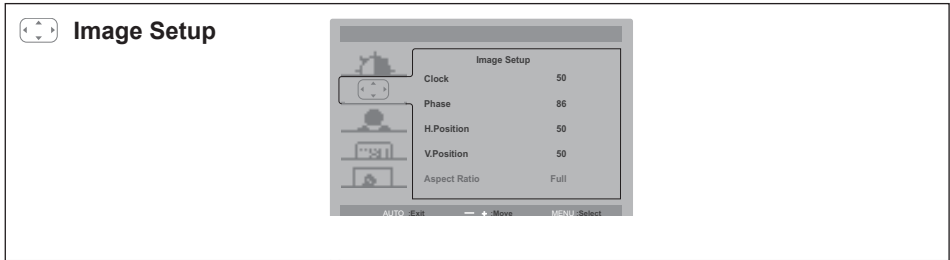 Image Setup
Image Setup
Clock 50
Phase 86
H.Position 50
V.Position 50
Aspect Ratio Full
AUTO :Exit — + :Move MENU :Select